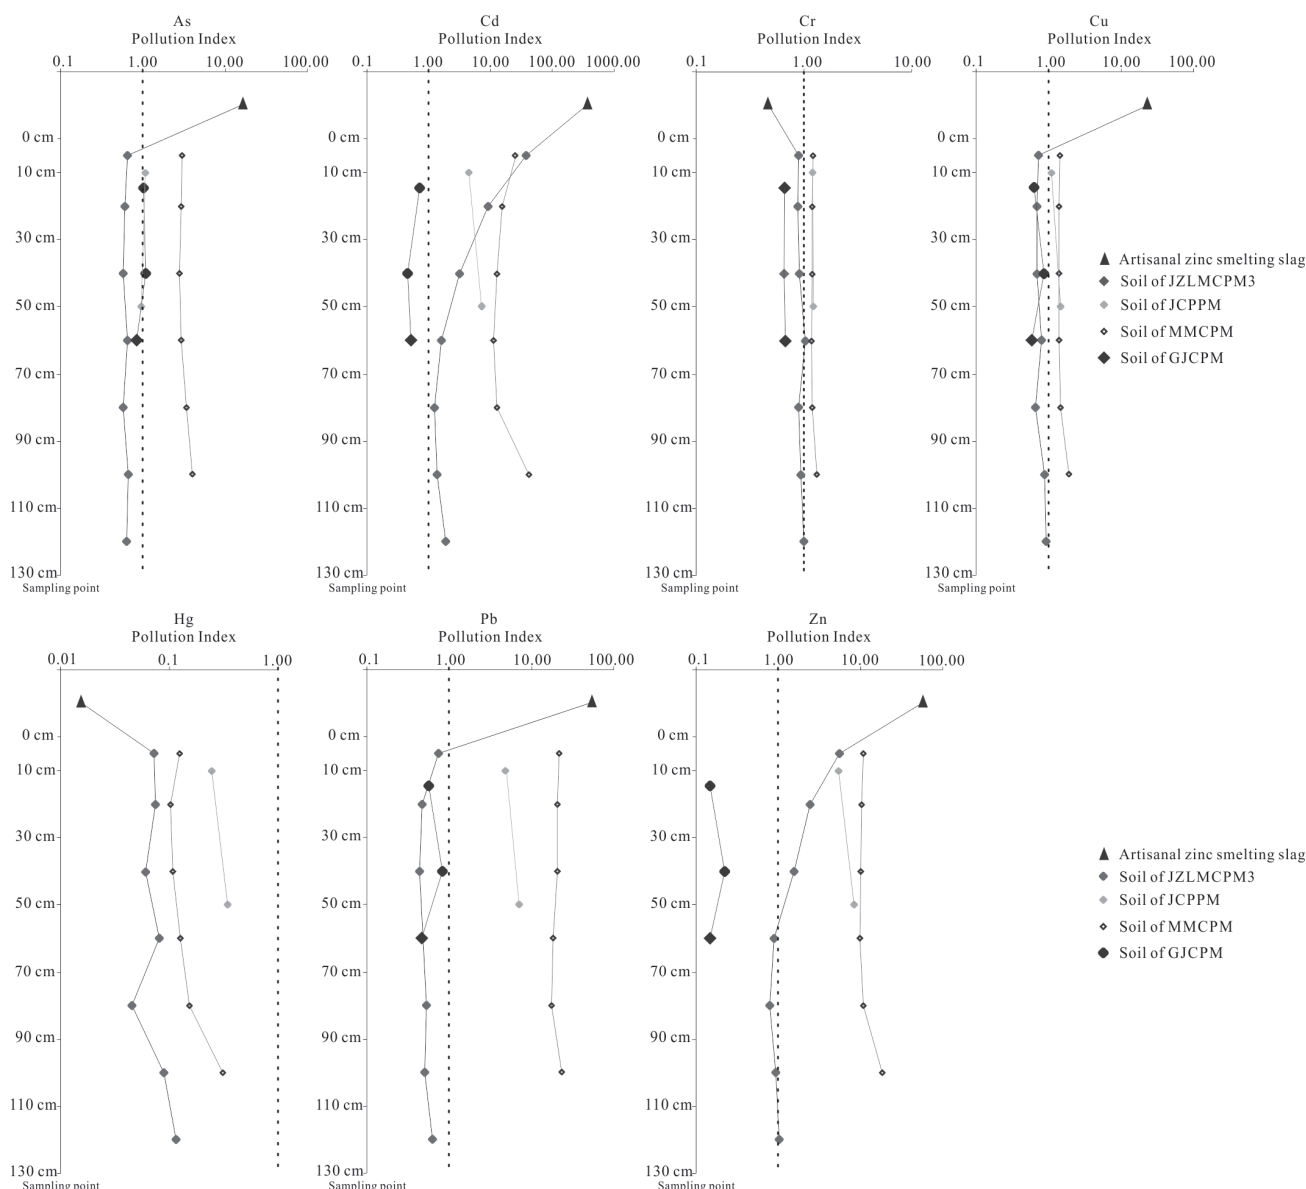 As
Pollution Index
0.1 1.00 10.00 100.00
0 cm
10 cm
30 cm
50 cm
70 cm
90 cm
110 cm
130 cm
Sampling point
Cd
Pollution Index
0.1 1.00 10.00 100.00 1000.00
0 cm
10 cm
30 cm
50 cm
70 cm
90 cm
110 cm
130 cm
Sampling point
Cr
Pollution Index
0.1 1.00 10.00
0 cm
10 cm
30 cm
50 cm
70 cm
90 cm
110 cm
130 cm
Sampling point
Cu
Pollution Index
0.1 1.00 10.00 100.00
0 cm
10 cm
30 cm
50 cm
70 cm
90 cm
110 cm
130 cm
Sampling point
Artisanal zinc smelting slag
Soil of JZLMCPM3
Soil of JCPPM
Soil of MMCPM
Soil of GJCPM
Hg
Pollution Index
0.01 0.1 1.00
0 cm
10 cm
30 cm
50 cm
70 cm
90 cm
110 cm
130 cm
Sampling point
Pb
Pollution Index
0.1 1.00 10.00 100.00
0 cm
10 cm
30 cm
50 cm
70 cm
90 cm
110 cm
130 cm
Sampling point
Zn
Pollution Index
0.1 1.00 10.00 100.00
0 cm
10 cm
30 cm
50 cm
70 cm
90 cm
110 cm
130 cm
Sampling point
Artisanal zinc smelting slag
Soil of JZLMCPM3
Soil of JCPPM
Soil of MMCPM
Soil of GJCPM